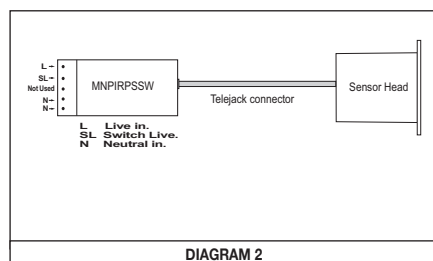 L
SL
Not Used
N
N
MNPIRPSSW
Telejack connector
Sensor Head
L Live in.
SL Switch Live.
N Neutral in.
DIAGRAM 2